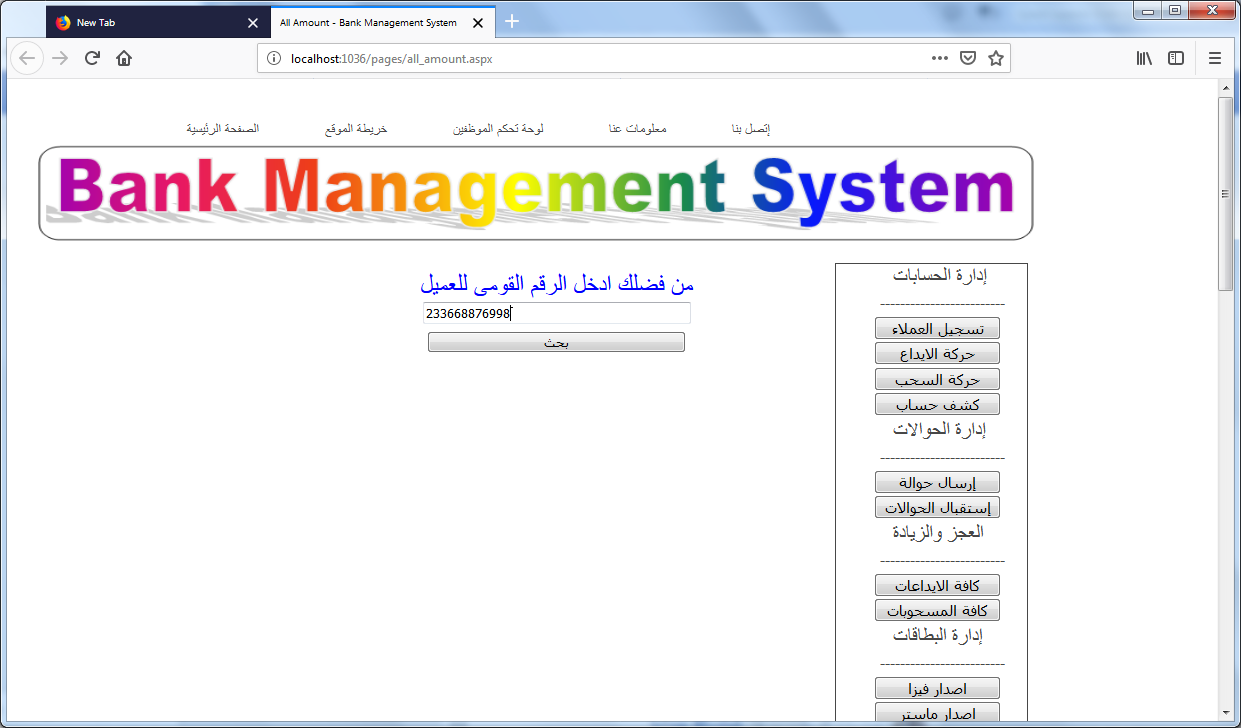 New Tab
All Amount - Bank Management System
localhost:1036/pages/all_amount.aspx
إتصل بنا معلومات عنا لوحة تحكم الموظفين خريطة الموقع الصفحة الرئيسية
Bank Management System
من فضلك ادخل الرقم القومى للعميل
233668876998
بحث
إدارة الحسابات
-------------------------
تسجيل العملاء
حركة الايداع
حركة السحب
كشف حساب
إدارة الحوالات
-------------------------
إرسال حوالة
إستقبال الحوالات
العجز والزيادة
-------------------------
كافة الايداعات
كافة المسحوبات
إدارة البطاقات
-------------------------
اصدار فيزا
اصدار ماستر